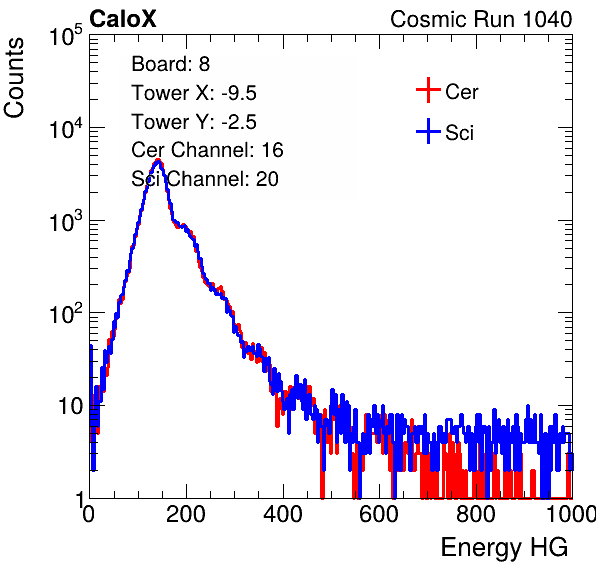 CaloX Cosmic Run 1040
Counts
10^5
10^4
10^3
10^2
10
1
Board: 8
Tower X: -9.5
Tower Y: -2.5
Cer Channel: 16
Sci Channel: 20
Cer
Sci
0 200 400 600 800 1000
Energy HG